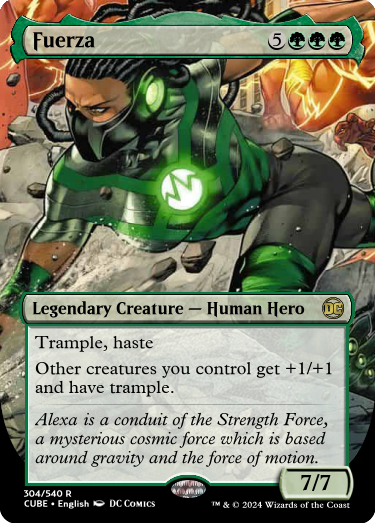 Fuerza 5
Legendary Creature — Human Hero DC
Trample, haste
Other creatures you control get +1/+1
and have trample.
Alexa is a conduit of the Strength Force,
a mysterious cosmic force which is based
around gravity and the force of motion.
7/7
304/540 R
CUBE • English DC COMICS
™ & © 2024 Wizards of the Coast